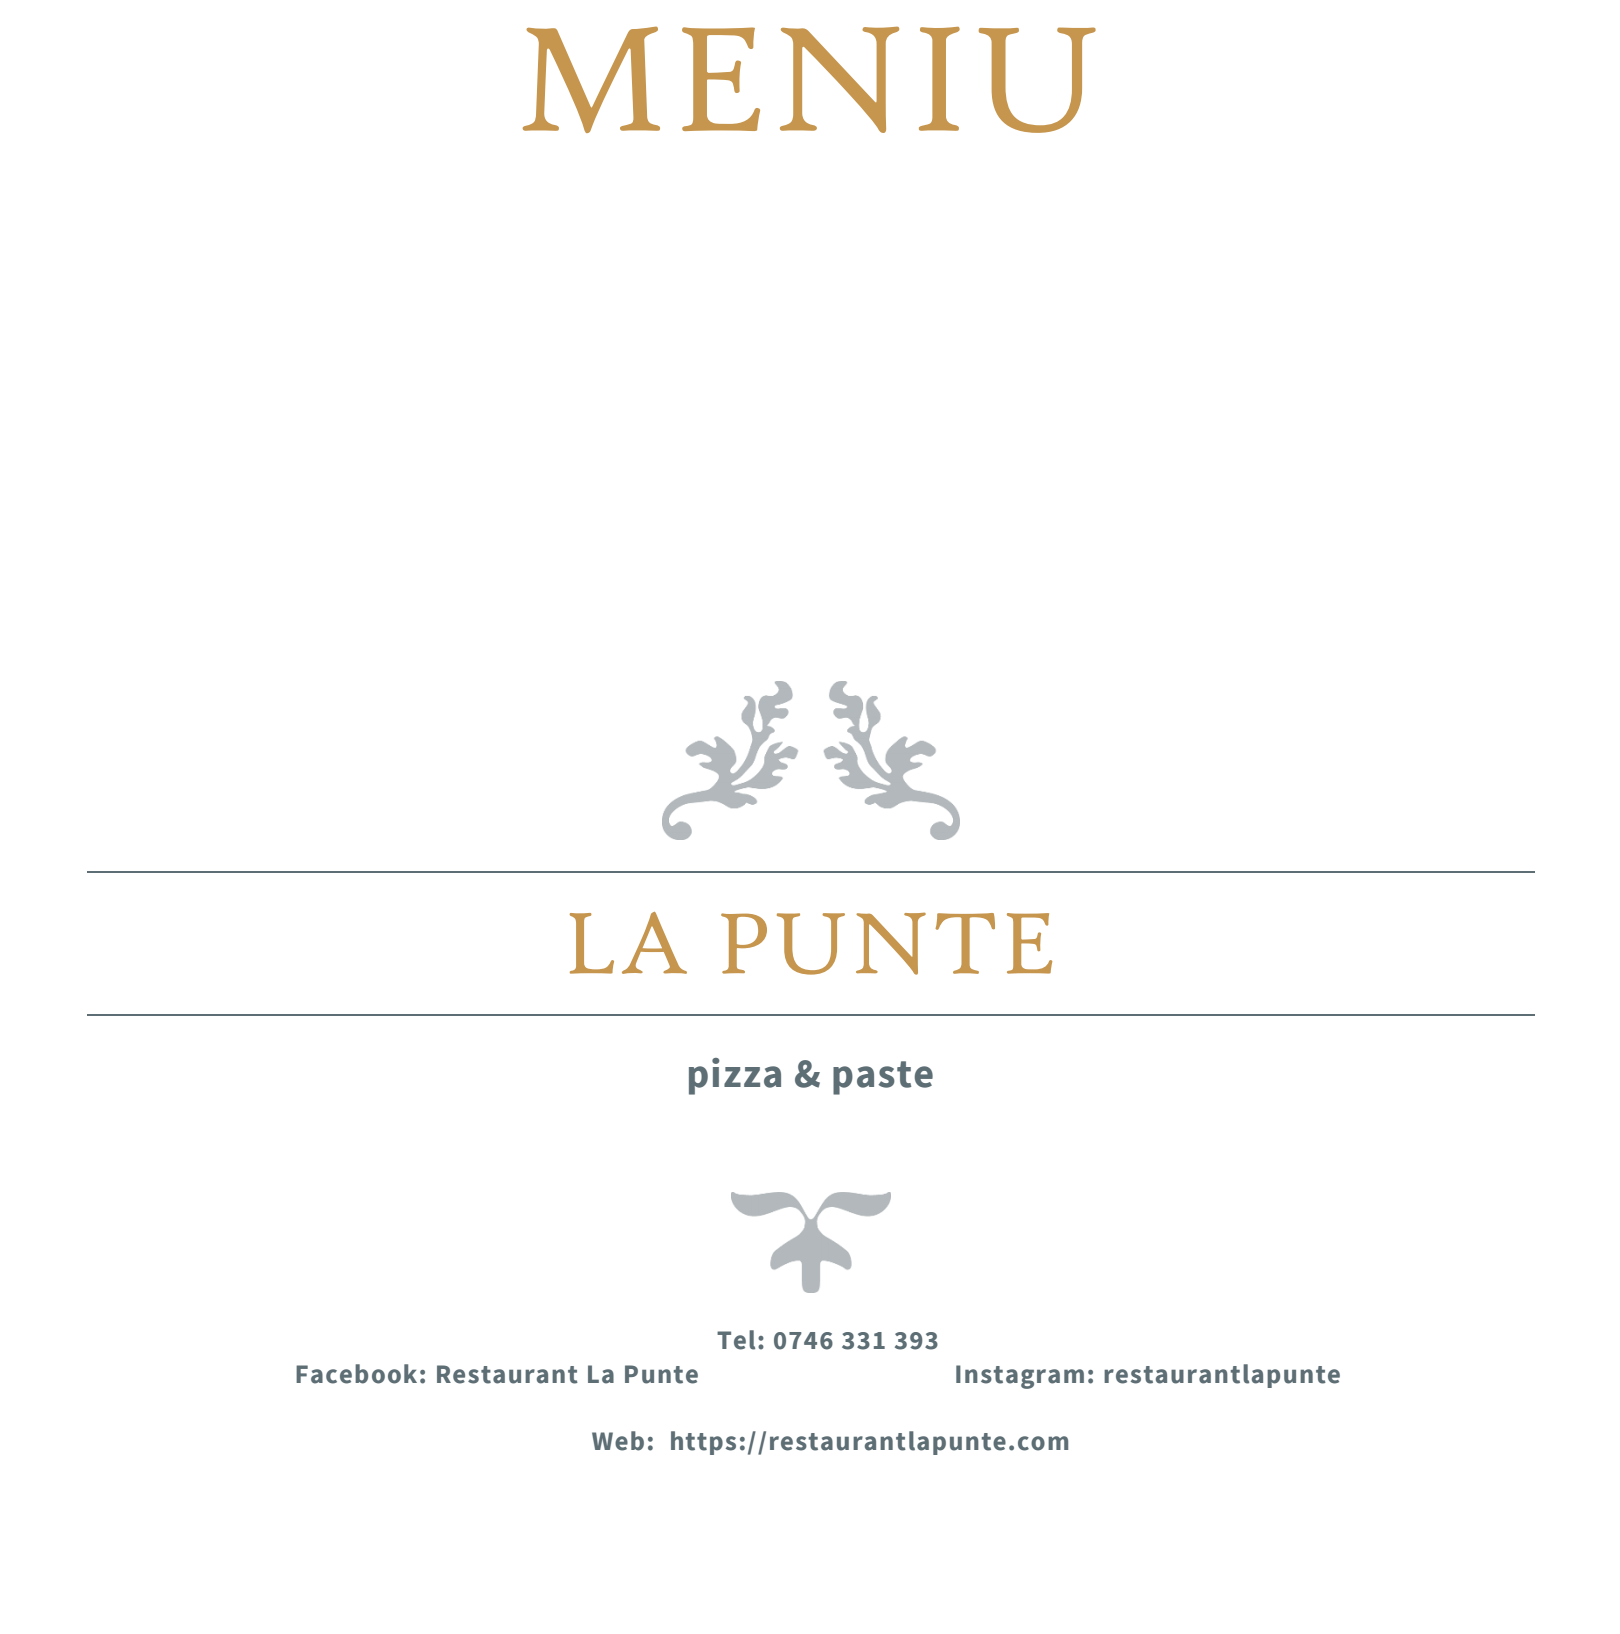 MENIU
LA PUNTE
pizza & paste
Tel: 0746 331 393
Facebook: Restaurant La Punte Instagram: restaurantlapunte
Web: https://restaurantlapunte.com